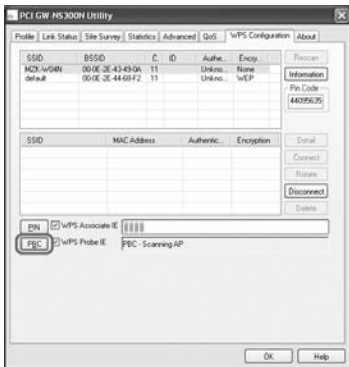 PCI GW-NS300N Utility
Profile Link Status Site Survey Statistics Advanced QoS WPS Configuration About
SSID BSSID C. ID Authe... Encry... Rescan
MZK-W04N 00-0E-2E-43-49-0A 11 Unkno... None Information
default 00-0E-2E-44-68-F2 11 Unkno... WEP Pin Code
44095635
SSID MAC Address Authentic... Encryption Detail
Connect
Rotate
Disconnect
Delete
PIN WPS Associate IE
PBC WPS Probe IE PBC - Scanning AP
OK Help